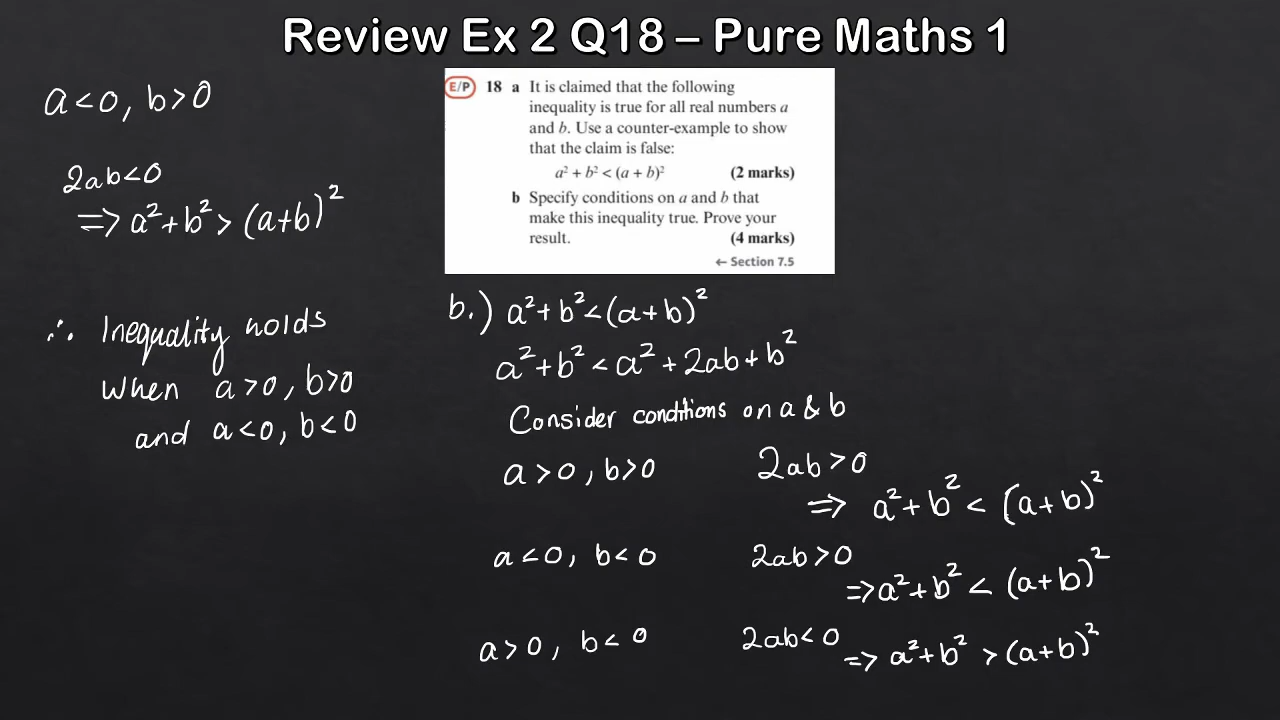 Review Ex 2 Q18 – Pure Maths 1
E/P 18 a It is claimed that the following
inequality is true for all real numbers a
and b. Use a counter-example to show
that the claim is false:
a² + b² < (a + b)² (2 marks)
b Specify conditions on a and b that
make this inequality true. Prove your
result. (4 marks)
← Section 7.5
b.) a²+b²<(a+b)²
a²+b² < a²+2ab+b²
Consider conditions on a & b
a>0, b>0 2ab>0
=> a²+b² < (a+b)²
a<0, b<0 2ab>0
=> a²+b² < (a+b)²
a>0, b<0 2ab<0
=> a²+b² > (a+b)²
a<0, b>0
2ab<0
=> a²+b² > (a+b)²
∴ Inequality holds
when a>0, b>0
and a<0, b<0